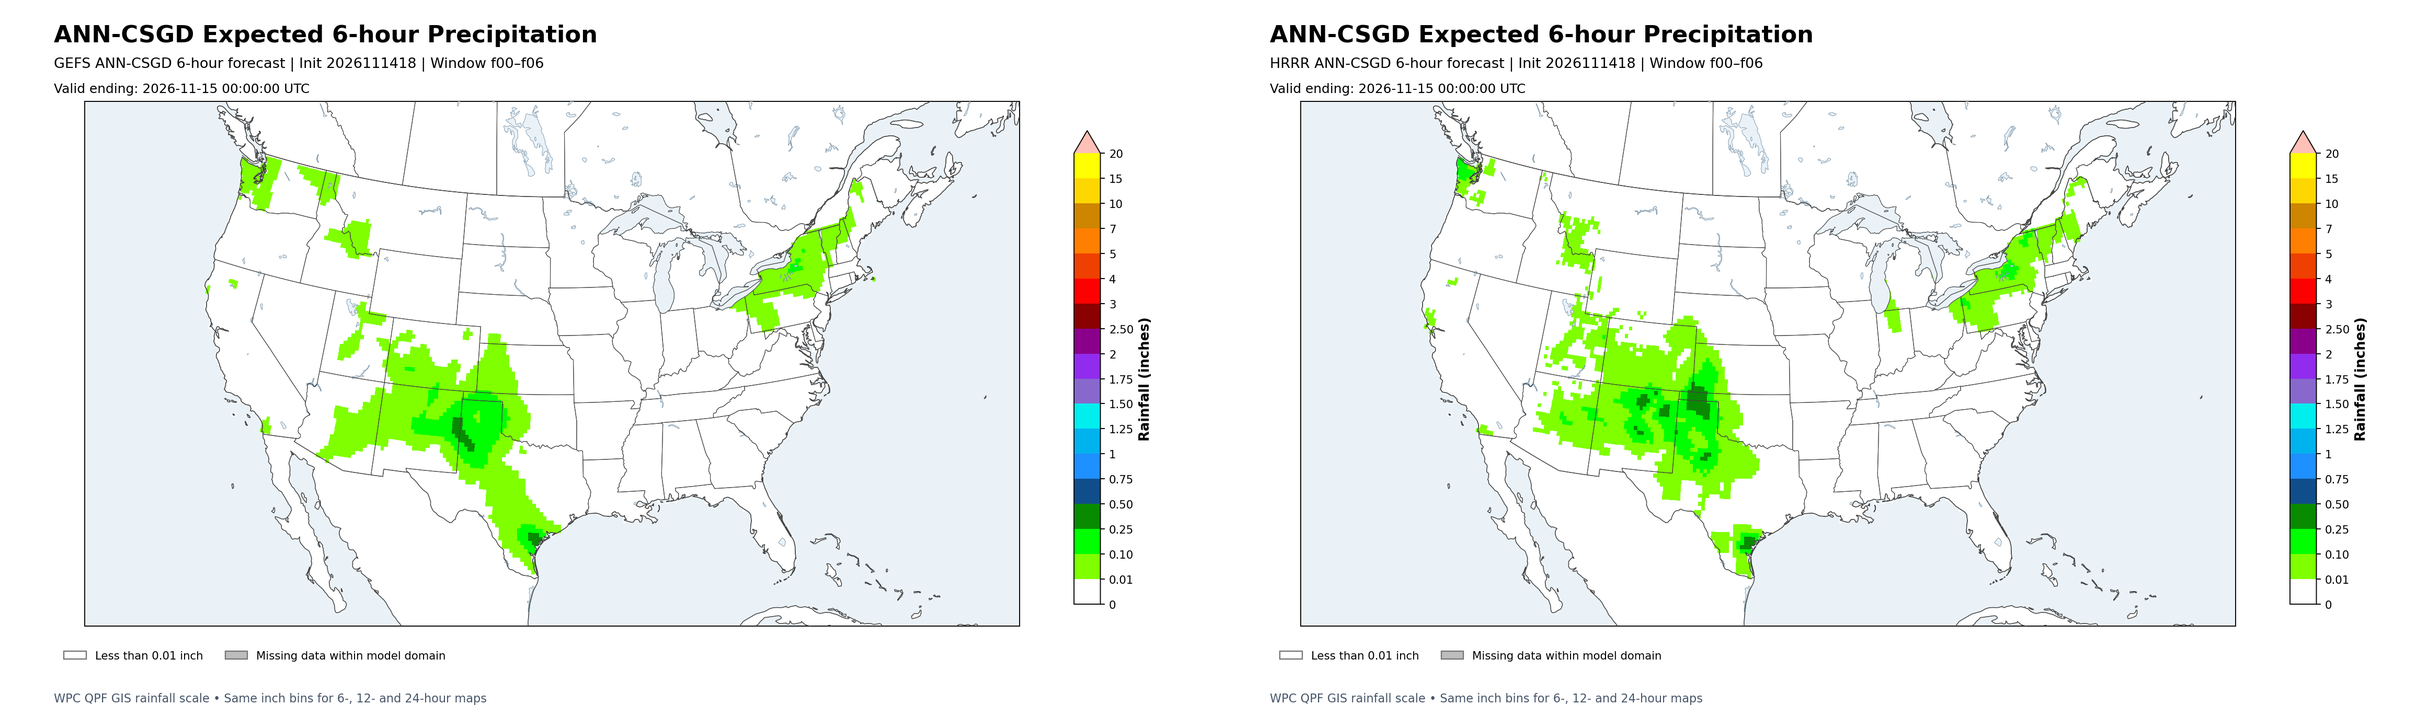 ANN-CSGD Expected 6-hour Precipitation
GEFS ANN-CSGD 6-hour forecast | Init 2026111418 | Window f00–f06
Valid ending: 2026-11-15 00:00:00 UTC
20
15
10
7
5
4
3
2.50
2
1.75
1.50
1.25
1
0.75
0.50
0.25
0.10
0.01
0
Rainfall (inches)
Less than 0.01 inch
Missing data within model domain
WPC QPF GIS rainfall scale • Same inch bins for 6-, 12- and 24-hour maps
ANN-CSGD Expected 6-hour Precipitation
HRRR ANN-CSGD 6-hour forecast | Init 2026111418 | Window f00–f06
Valid ending: 2026-11-15 00:00:00 UTC
20
15
10
7
5
4
3
2.50
2
1.75
1.50
1.25
1
0.75
0.50
0.25
0.10
0.01
0
Rainfall (inches)
Less than 0.01 inch
Missing data within model domain
WPC QPF GIS rainfall scale • Same inch bins for 6-, 12- and 24-hour maps